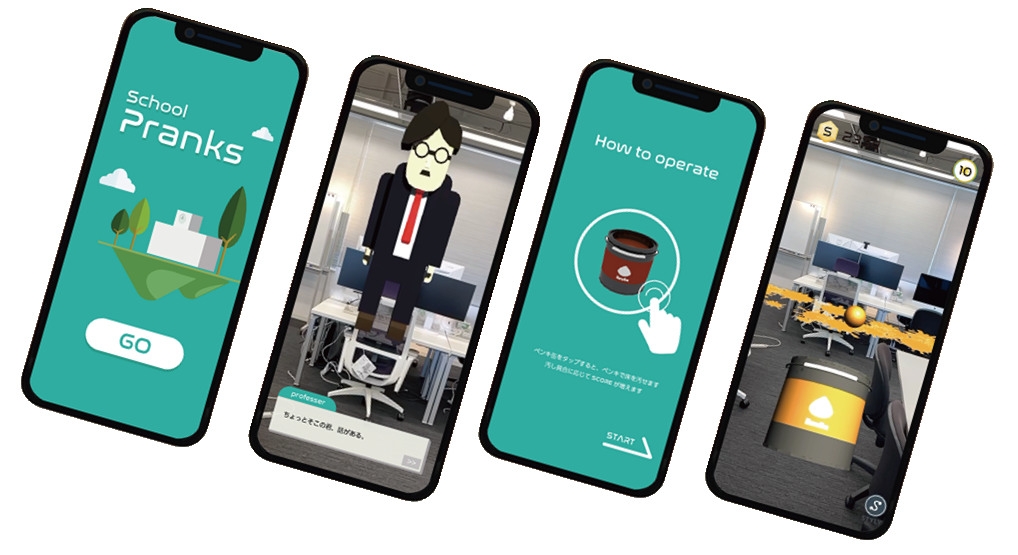 School
Pranks
GO
professer
ちょっとそこの君、話がある。
>>
How to operate
ペンキ缶をタップすると、ペンキで床を汚せます
汚し具合に応じて SCORE が増えます
START
S
10
S